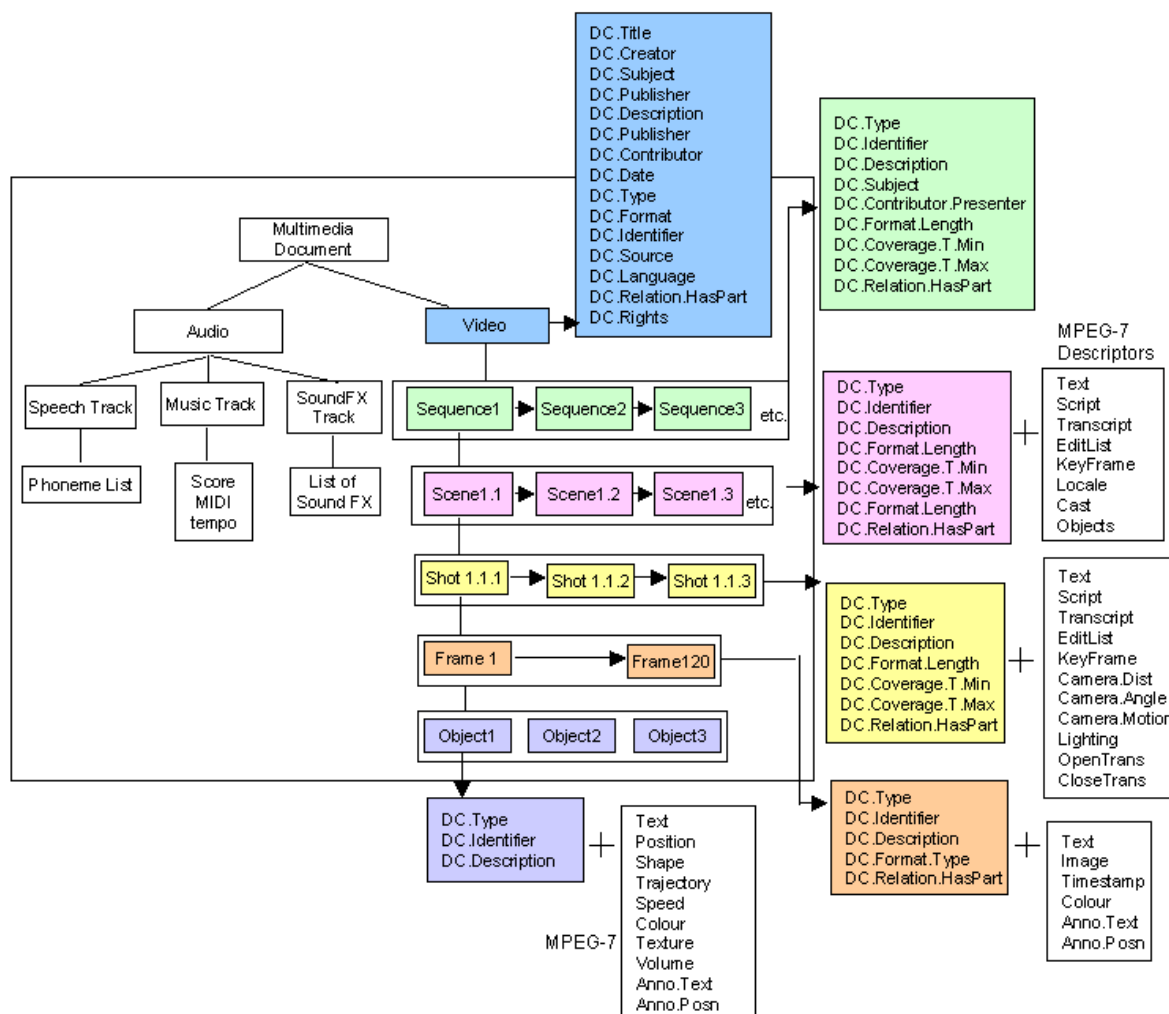 DC.Title
DC.Creator
DC.Subject
DC.Publisher
DC.Description
DC.Publisher
DC.Contributor
DC.Date
DC.Type
DC.Format
DC.Identifier
DC.Source
DC.Language
DC.Relation.HasPart
DC.Rights
DC.Type
DC.Identifier
DC.Description
DC.Subject
DC.Contributor.Presenter
DC.Format.Length
DC.Coverage.T.Min
DC.Coverage.T.Max
DC.Relation.HasPart
Multimedia
Document
Audio
Video
Speech Track
Music Track
SoundFX
Track
Phoneme List
Score
MIDI
tempo
List of
Sound FX
Sequence1
Sequence2
Sequence3
etc.
Scene1.1
Scene1.2
Scene1.3
etc.
Shot 1.1.1
Shot 1.1.2
Shot 1.1.3
Frame 1
Frame120
Object1
Object2
Object3
MPEG-7
Descriptors
DC.Type
DC.Identifier
DC.Description
DC.Format.Length
DC.Coverage.T.Min
DC.Coverage.T.Max
DC.Format.Length
DC.Relation.HasPart
Text
Script
Transcript
EditList
KeyFrame
Locale
Cast
Objects
DC.Type
DC.Identifier
DC.Description
DC.Format.Length
DC.Coverage.T.Min
DC.Coverage.T.Max
DC.Relation.HasPart
Text
Script
Transcript
EditList
KeyFrame
Camera.Dist
Camera.Angle
Camera.Motion
Lighting
OpenTrans
CloseTrans
DC.Type
DC.Identifier
DC.Description
DC.Format.Type
DC.Relation.HasPart
Text
Image
Timestamp
Colour
Anno.Text
Anno.Posn
DC.Type
DC.Identifier
DC.Description
MPEG-7
Text
Position
Shape
Trajectory
Speed
Colour
Texture
Volume
Anno.Text
Anno.Posn